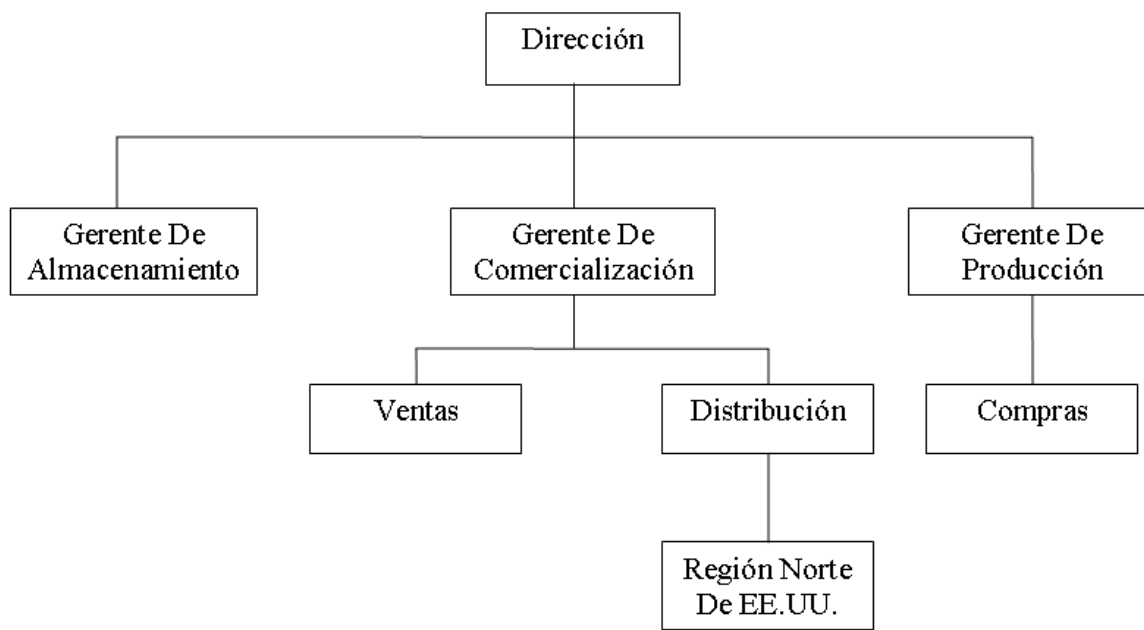 Dirección
Gerente De
Almacenamiento
Gerente De
Comercialización
Gerente De
Producción
Ventas
Distribución
Compras
Región Norte
De EE.UU.